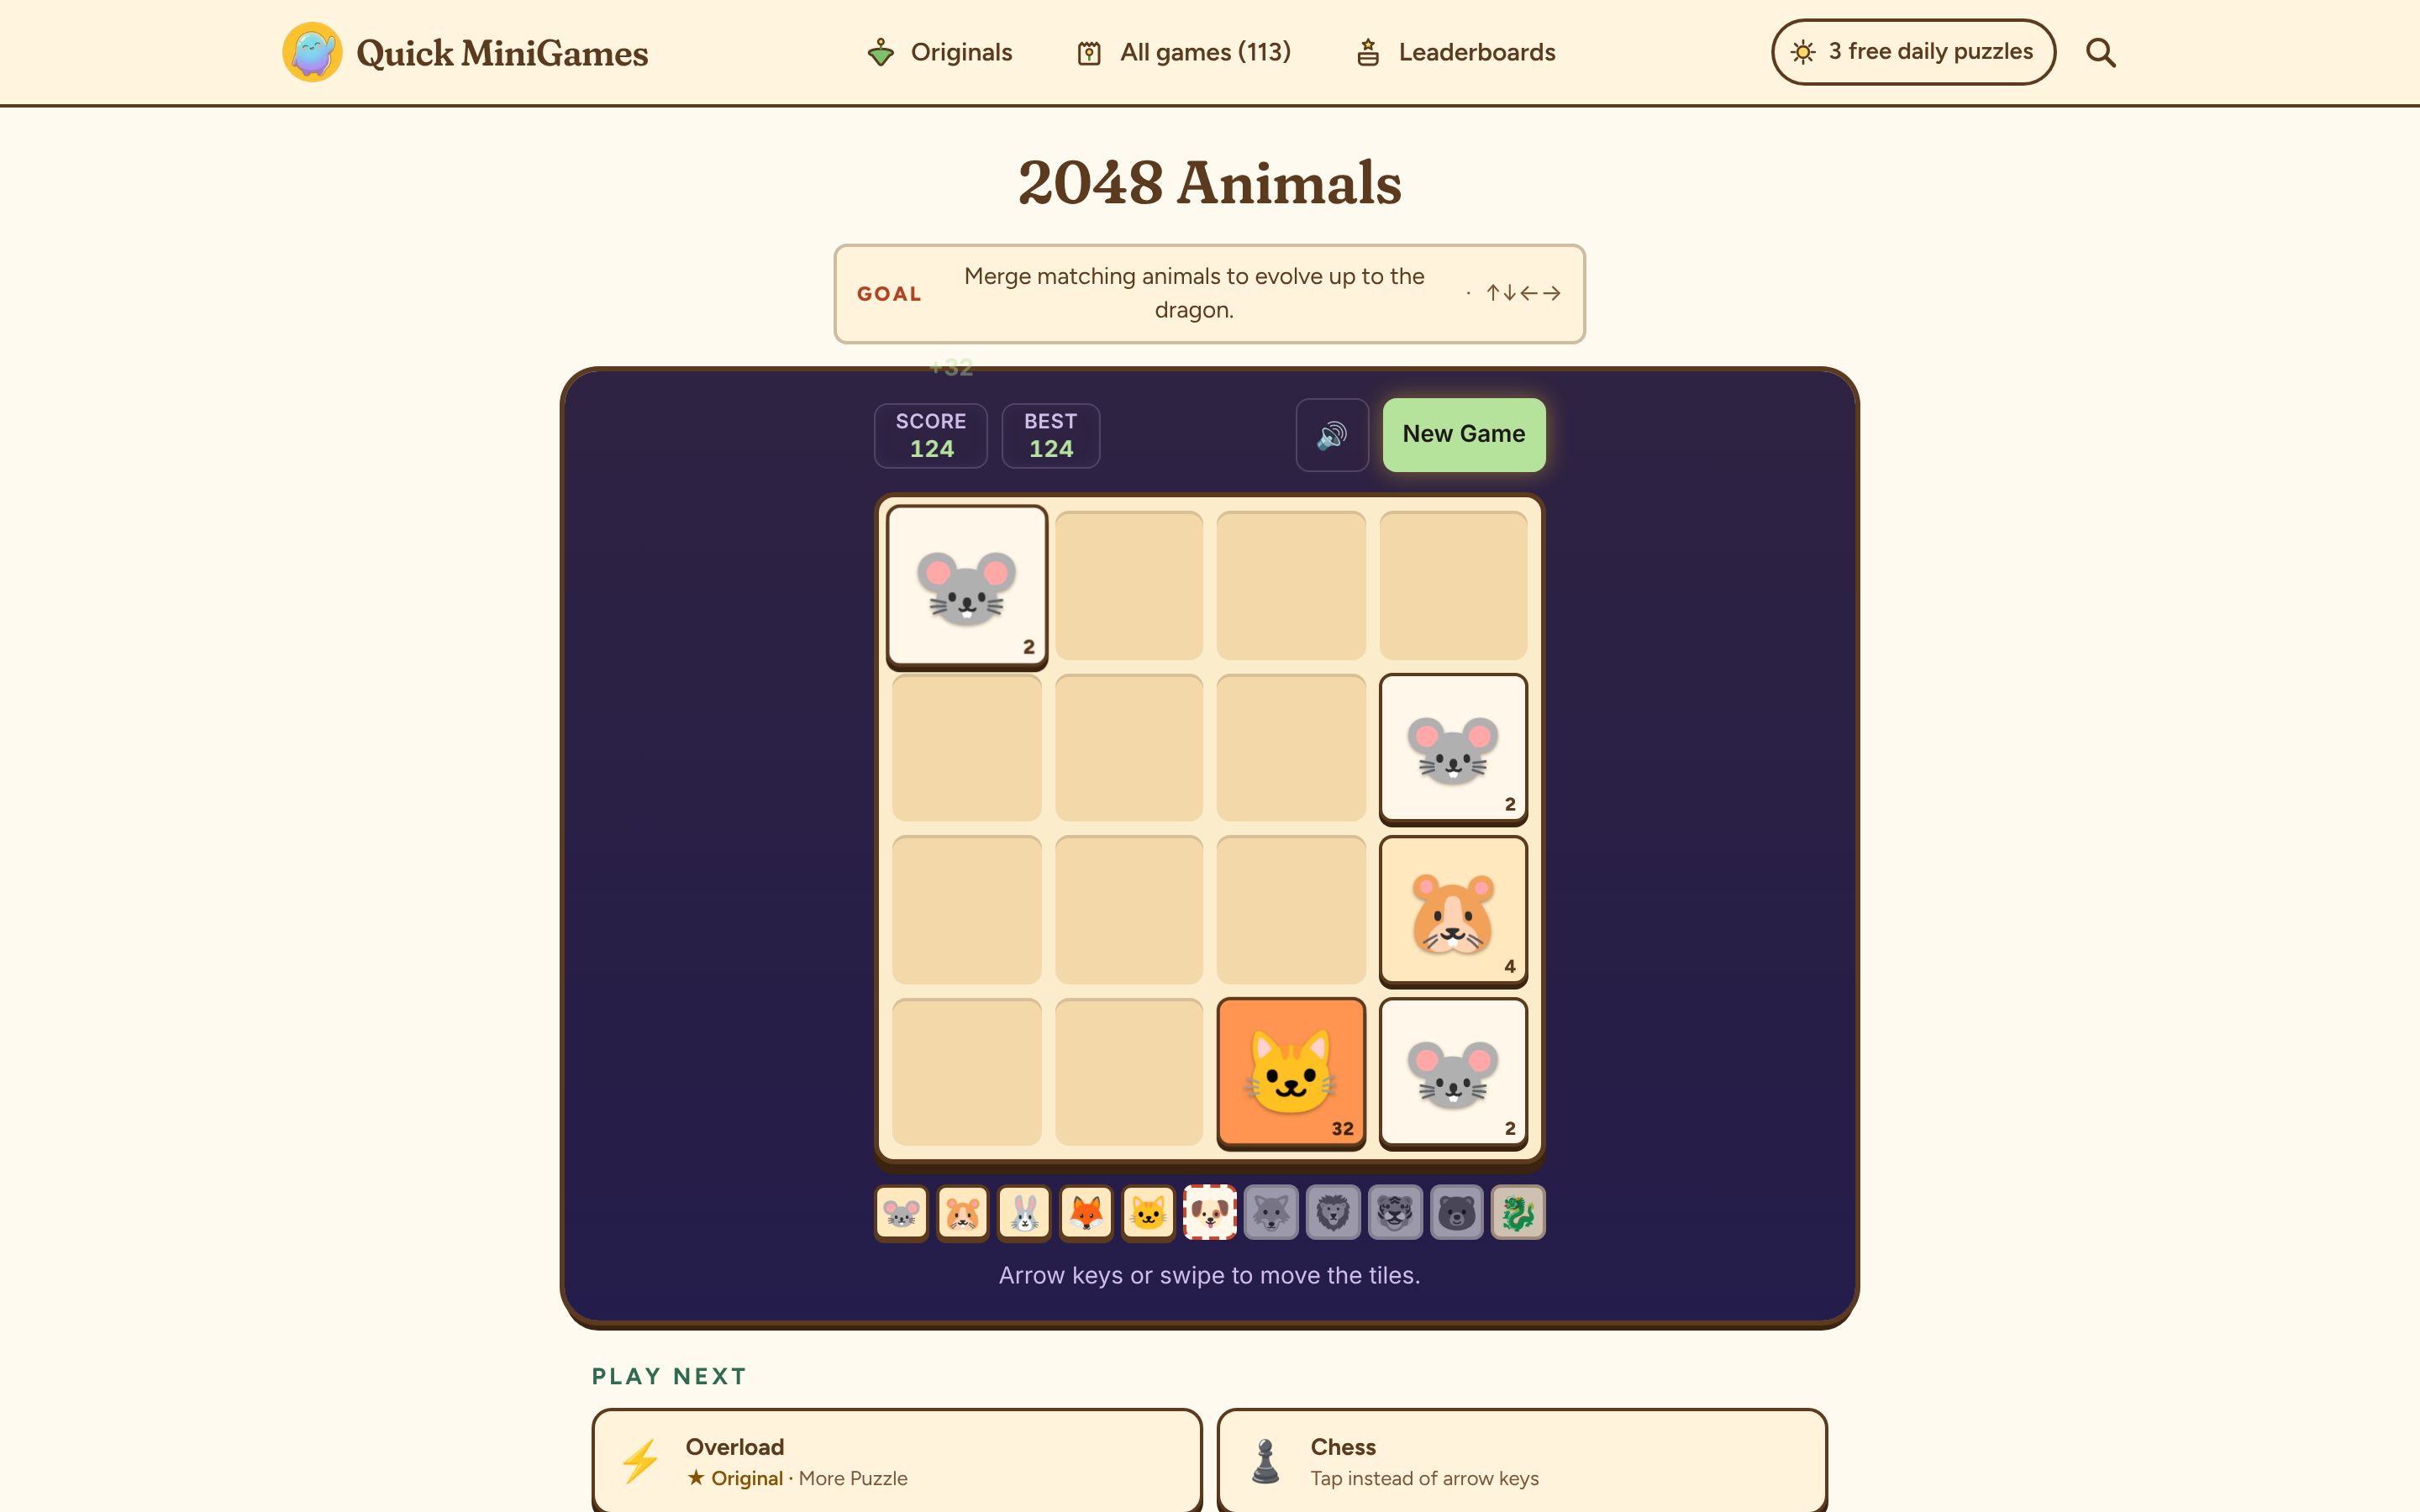 Quick MiniGames
Originals
All games (113)
Leaderboards
3 free daily puzzles
2048 Animals
GOAL
Merge matching animals to evolve up to the
dragon.
· ↑↓←→
+32
SCORE
124
BEST
124
New Game
2
2
4
32
2
Arrow keys or swipe to move the tiles.
PLAY NEXT
Overload
★ Original · More Puzzle
Chess
Tap instead of arrow keys